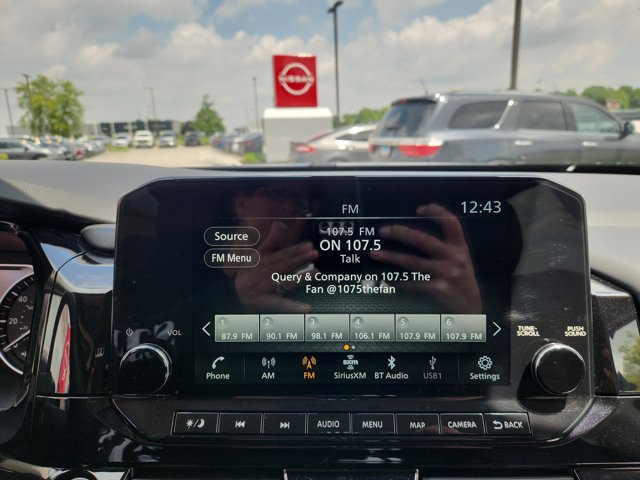 NISSAN
FM
12:43
107.5 FM
Source
ON 107.5
Talk
FM Menu
Query & Company on 107.5 The
Fan @1075thefan
1 2 3 4 5 6
87.9 FM 90.1 FM 98.1 FM 106.1 FM 107.9 FM 107.9 FM
VOL
TUNE-SCROLL
PUSH SOUND
sxm
Phone AM FM SiriusXM BT Audio USB1 Settings
AUDIO MENU MAP CAMERA BACK
40
20